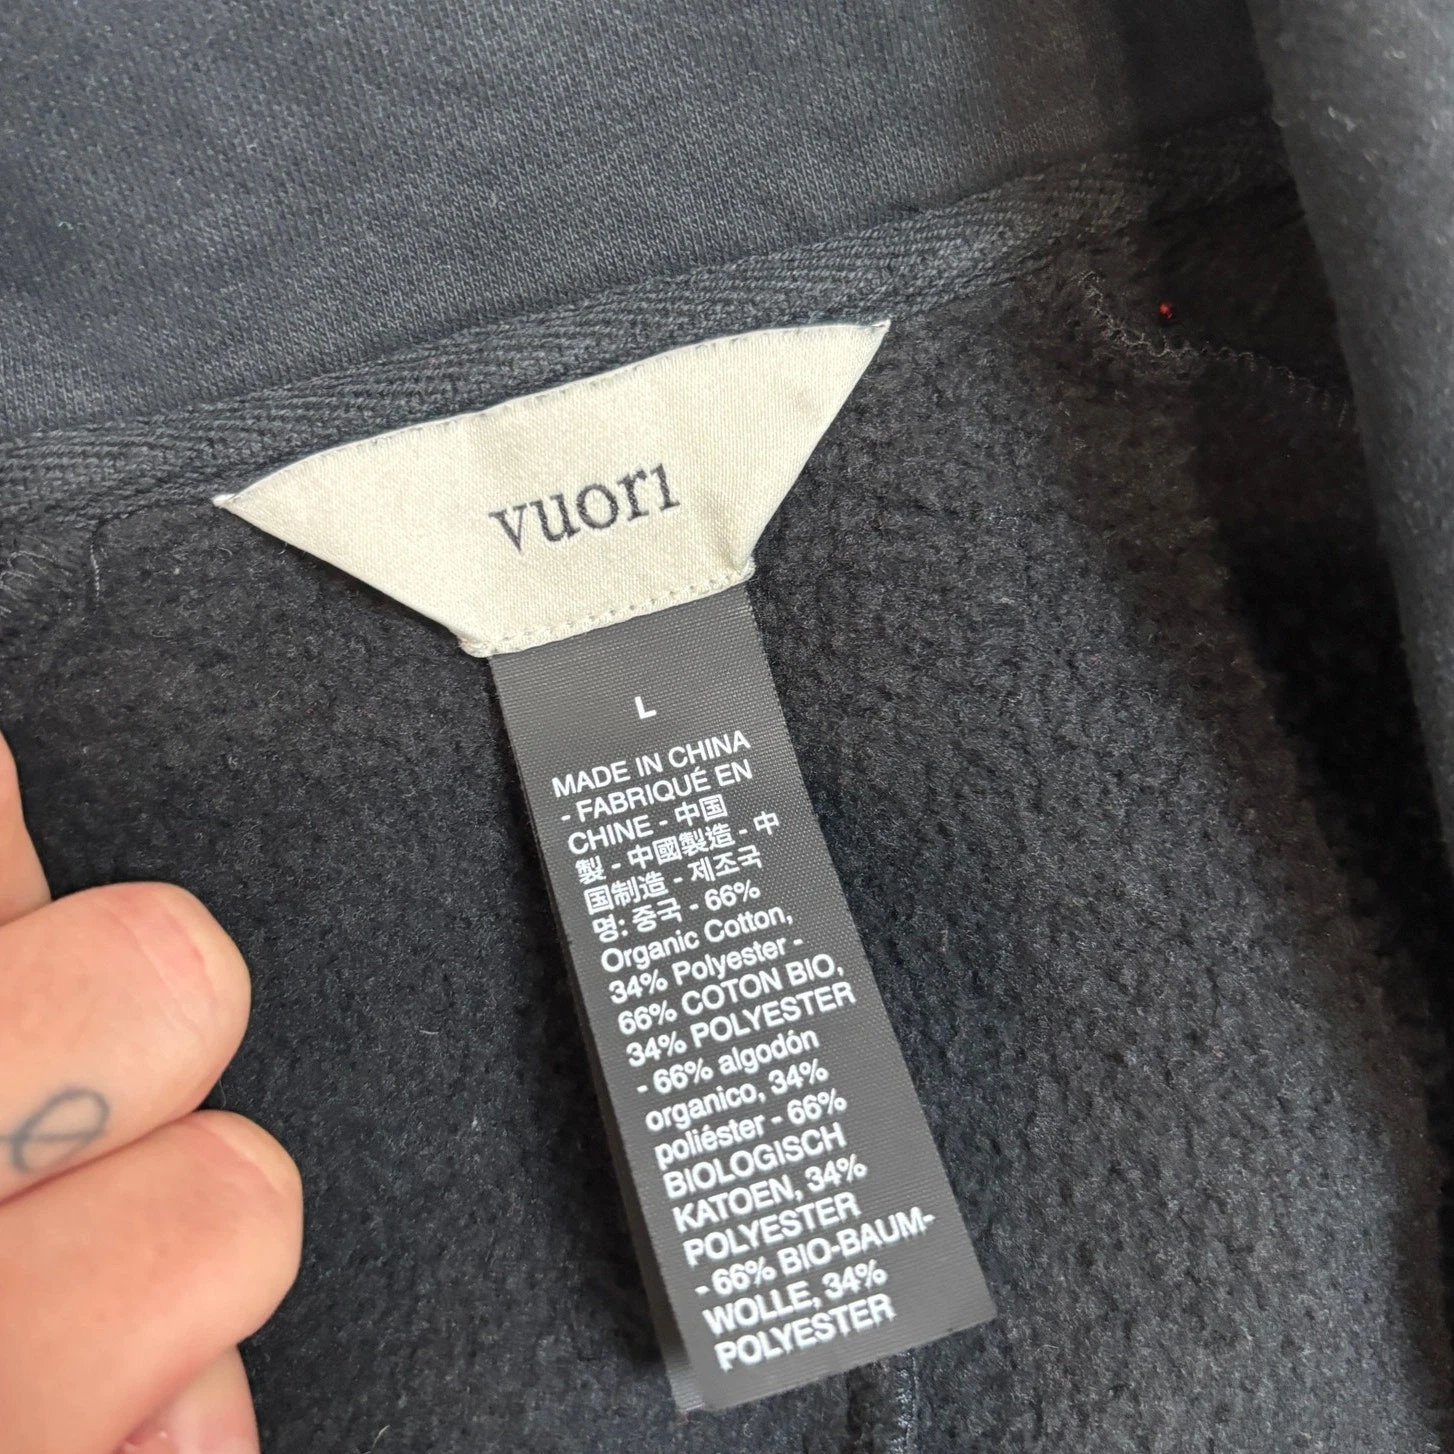 vuori
L
MADE IN CHINA
- FABRIQUÉ EN
CHINE - 中国
製 - 中國製造 - 中
国制造 - 제조국
명: 중국 - 66%
Organic Cotton,
34% Polyester -
66% COTON BIO,
34% POLYESTER
- 66% algodón
organico, 34%
poliéster - 66%
BIOLOGISCH
KATOEN, 34%
POLYESTER
- 66% BIO-BAUM-
WOLLE, 34%
POLYESTER